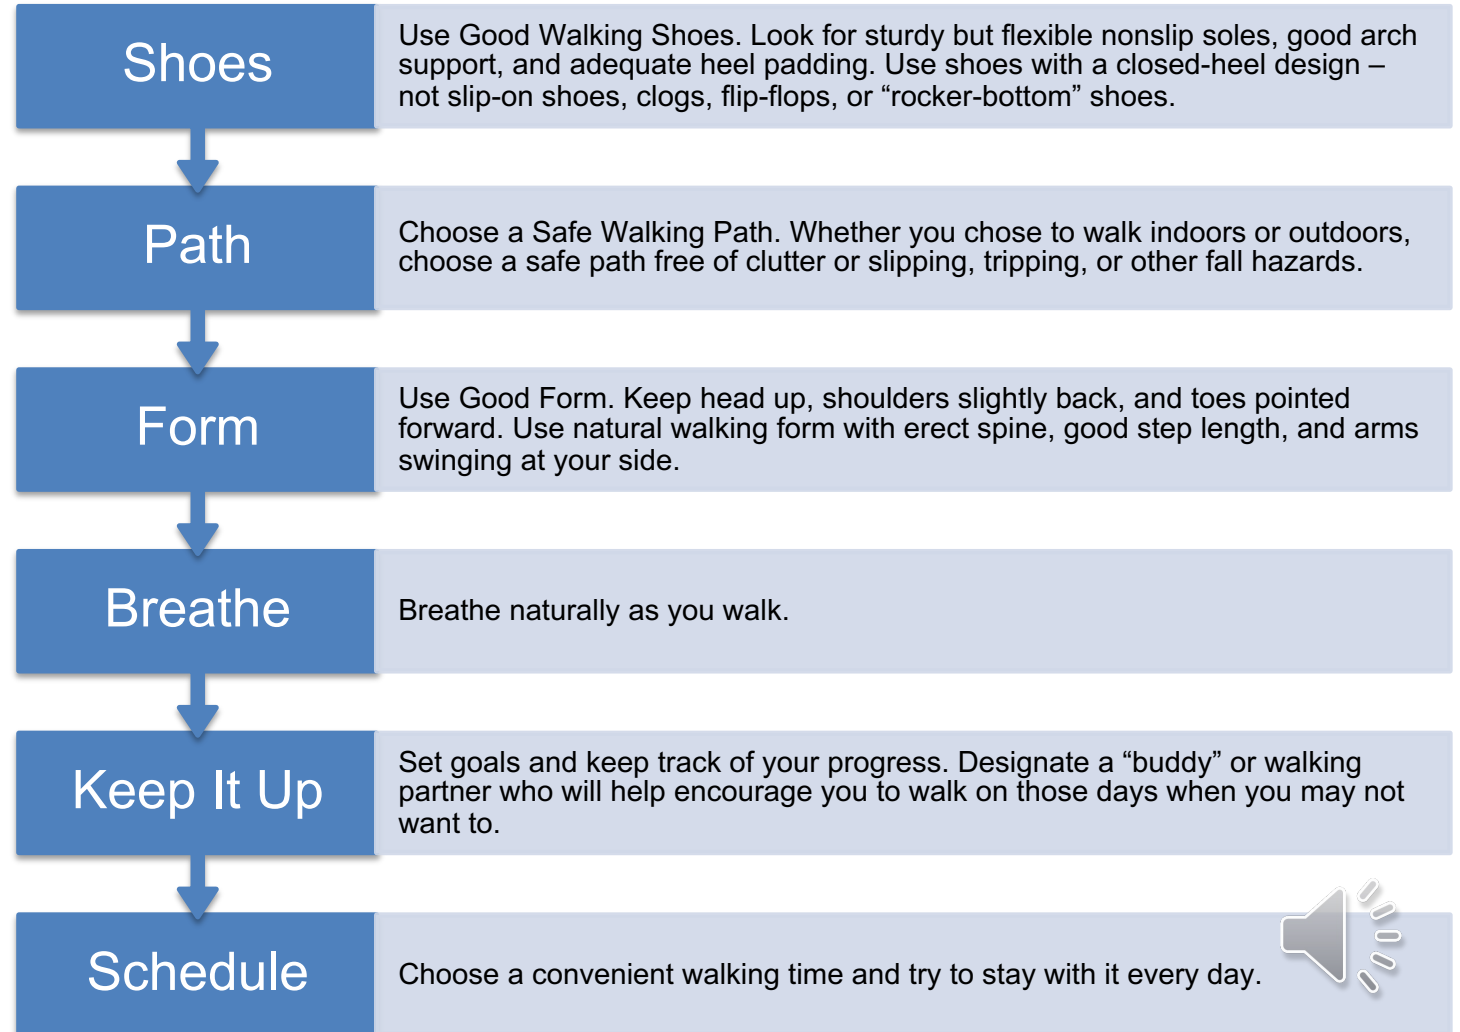 Shoes
Use Good Walking Shoes. Look for sturdy but flexible nonslip soles, good arch
support, and adequate heel padding. Use shoes with a closed-heel design –
not slip-on shoes, clogs, flip-flops, or “rocker-bottom” shoes.
Path
Choose a Safe Walking Path. Whether you chose to walk indoors or outdoors,
choose a safe path free of clutter or slipping, tripping, or other fall hazards.
Form
Use Good Form. Keep head up, shoulders slightly back, and toes pointed
forward. Use natural walking form with erect spine, good step length, and arms
swinging at your side.
Breathe
Breathe naturally as you walk.
Keep It Up
Set goals and keep track of your progress. Designate a “buddy” or walking
partner who will help encourage you to walk on those days when you may not
want to.
Schedule
Choose a convenient walking time and try to stay with it every day.